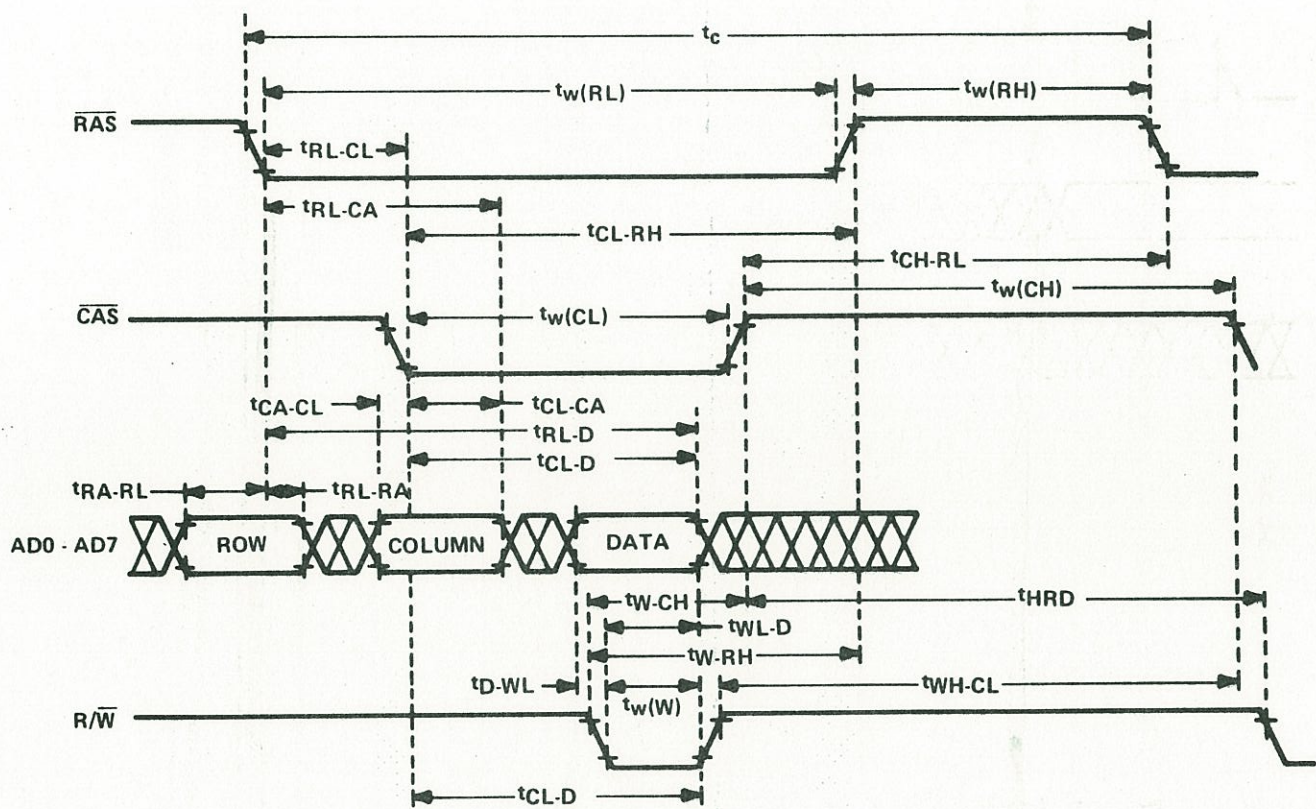 tc
tw(RL)
tw(RH)
RAS
tRL-CL
tRL-CA
tCL-RH
tCH-RL
tw(CH)
CAS
tw(CL)
tCA-CL
tCL-CA
tRL-D
tCL-D
tRA-RL
tRL-RA
AD0 - AD7
ROW
COLUMN
DATA
tW-CH
tHRD
tWL-D
tW-RH
tD-WL
tw(W)
tWH-CL
R/W
tCL-D